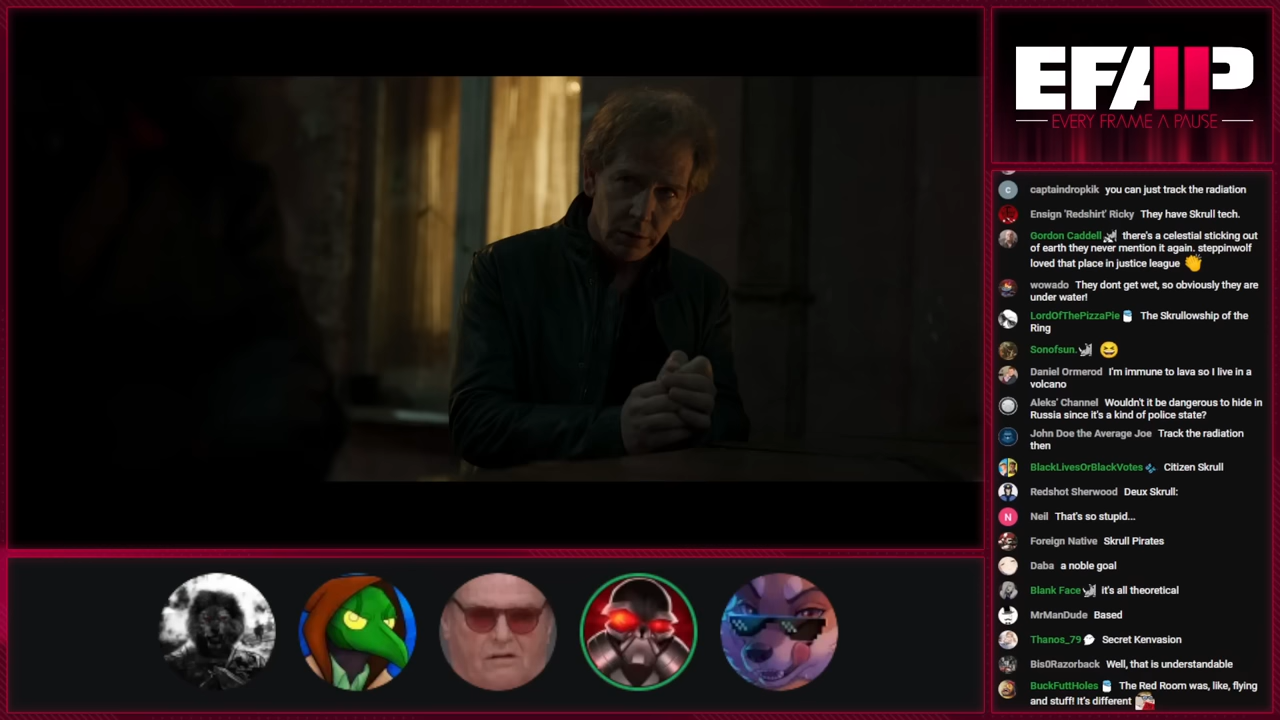 EFAP
EVERY FRAME A PAUSE
captaindropkik you can just track the radiation
Ensign 'Redshirt' Ricky They have Skrull tech.
Gordon Caddell there's a celestial sticking out
of earth they never mention it again. steppinwolf
loved that place in justice league
wowado They dont get wet, so obviously they are
under water!
LordOfThePizzaPie The Skrullowship of the
Ring
Sonofsun.
Daniel Ormerod I'm immune to lava so I live in a
volcano
Aleks' Channel Wouldn't it be dangerous to hide in
Russia since it's a kind of police state?
John Doe the Average Joe Track the radiation
then
BlackLivesOrBlackVotes Citizen Skrull
Redshot Sherwood Deux Skrull:
N Neil That's so stupid...
Foreign Native Skrull Pirates
Daba a noble goal
Blank Face it's all theoretical
MrManDude Based
Thanos_79 Secret Kenvasion
Bis0Razorback Well, that is understandable
BuckFuttHoles The Red Room was, like, flying
and stuff! It's different